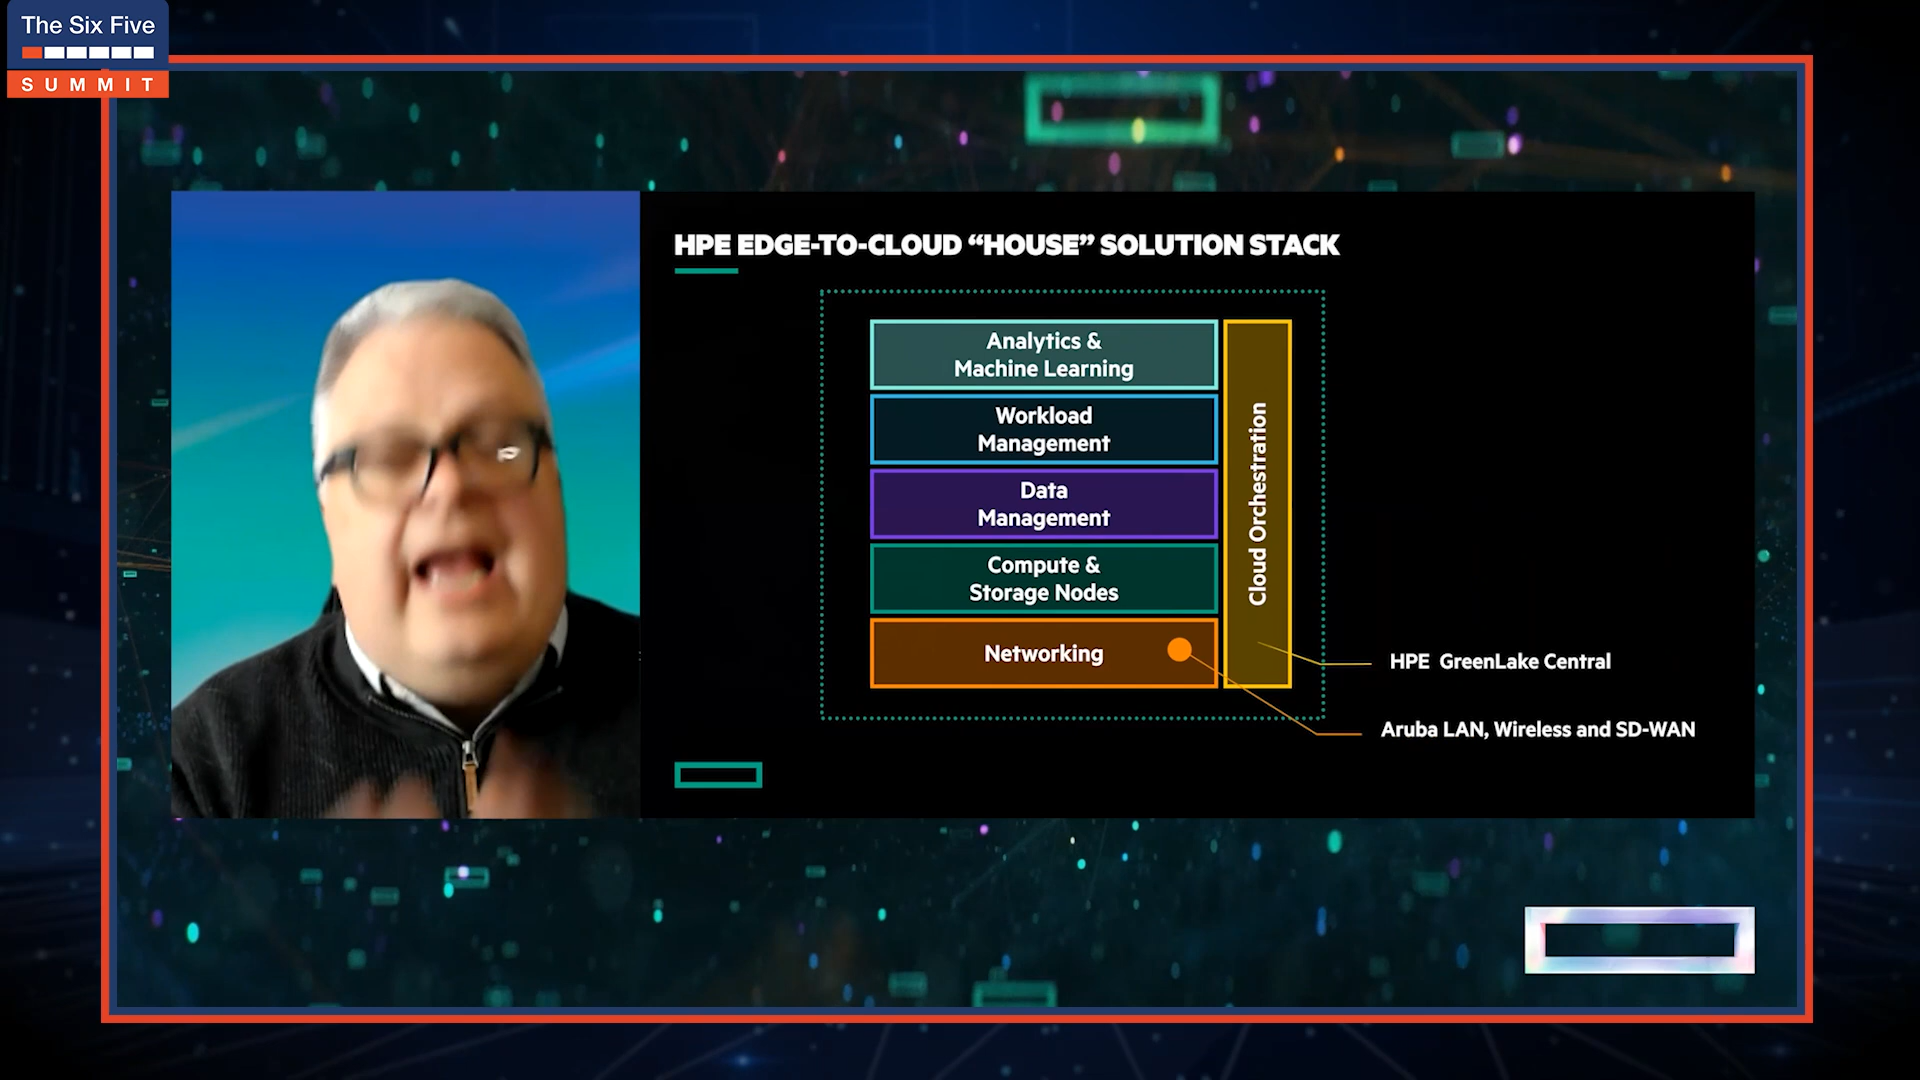 The Six Five
SUMMIT
HPE EDGE-TO-CLOUD “HOUSE” SOLUTION STACK
Analytics &
Machine Learning
Workload
Management
Data
Management
Compute &
Storage Nodes
Networking
Cloud Orchestration
HPE GreenLake Central
Aruba LAN, Wireless and SD-WAN